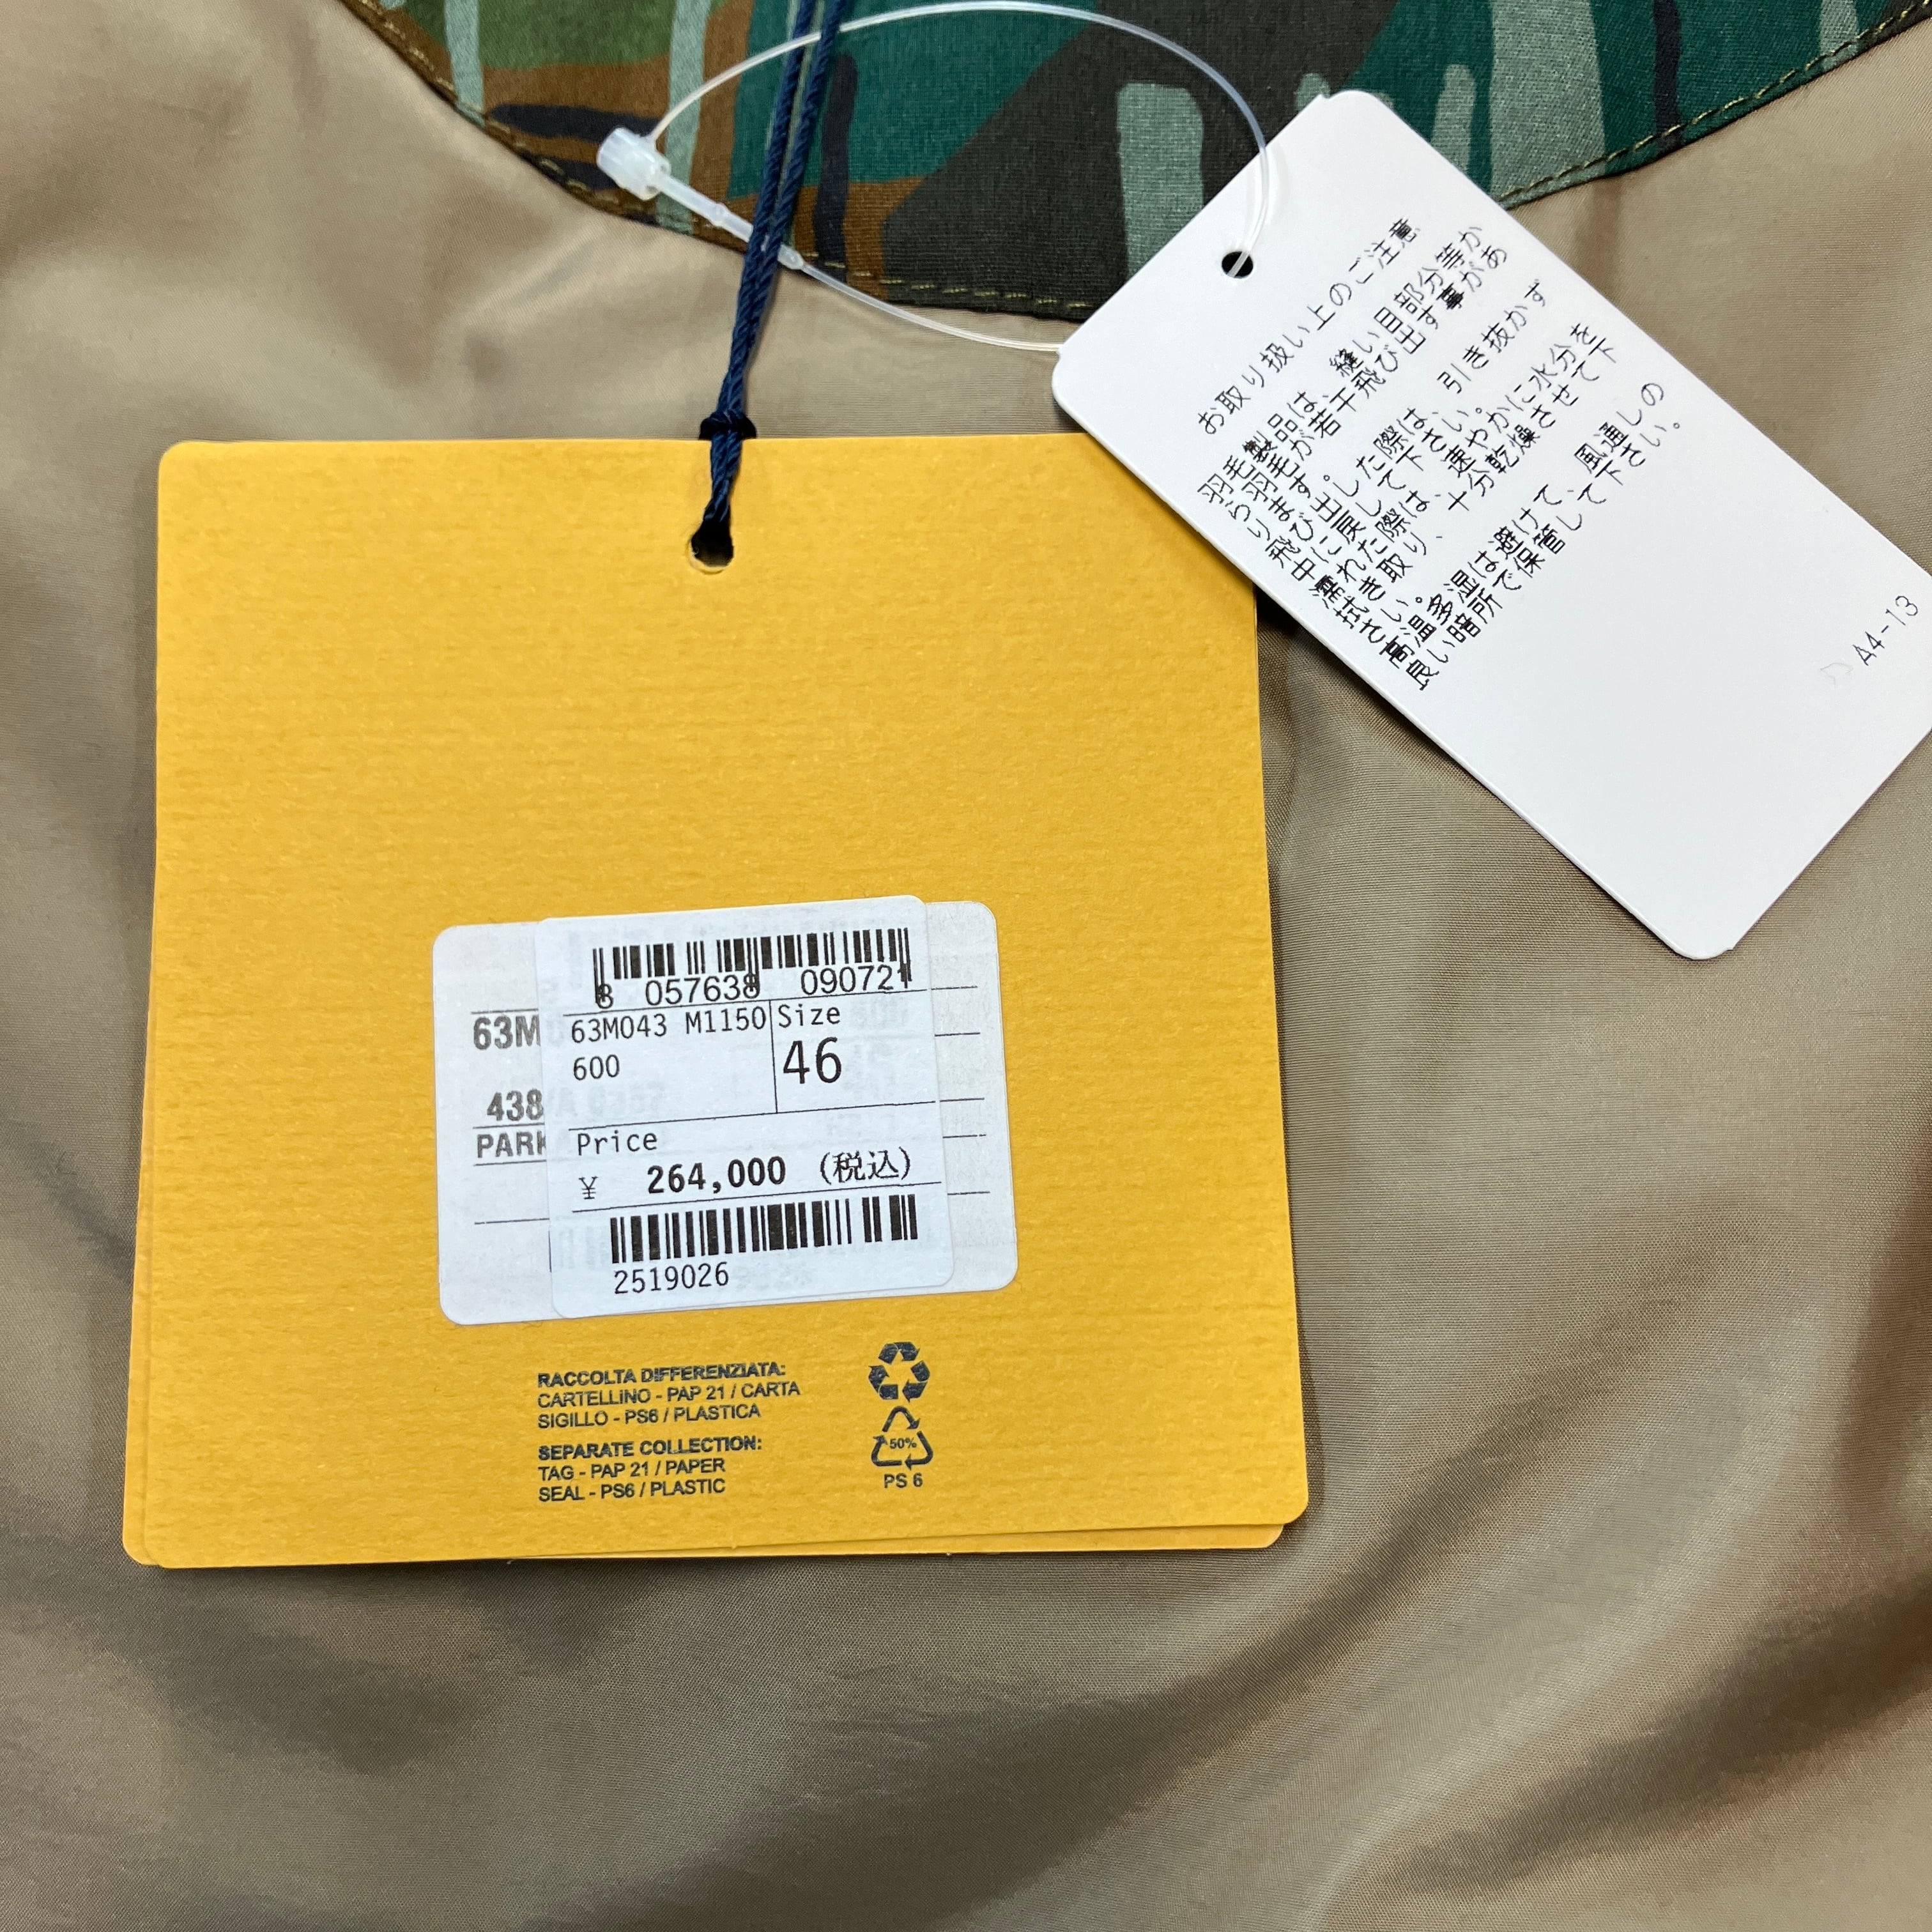 お取り扱い上のご注意
羽毛製品は、縫い目部分等か
ら羽毛が若干飛び出す事があ
ります。
飛び出した際は、引き抜かず
中に戻して下さい。
濡れた際は、速やかに水分を
拭き取り、十分乾燥させて下
さい。
高温多湿は避けて、風通しの
良い暗所で保管して下さい。
A4-13
8 057638 090721
63M043 M1150
600
Size
46
Price
¥ 264,000 (税込)
2519026
63M
438
PARK
RACCOLTA DIFFERENZIATA:
CARTELLINO - PAP 21 / CARTA
SIGILLO - PS6 / PLASTICA
SEPARATE COLLECTION:
TAG - PAP 21 / PAPER
SEAL - PS6 / PLASTIC
50%
PS 6